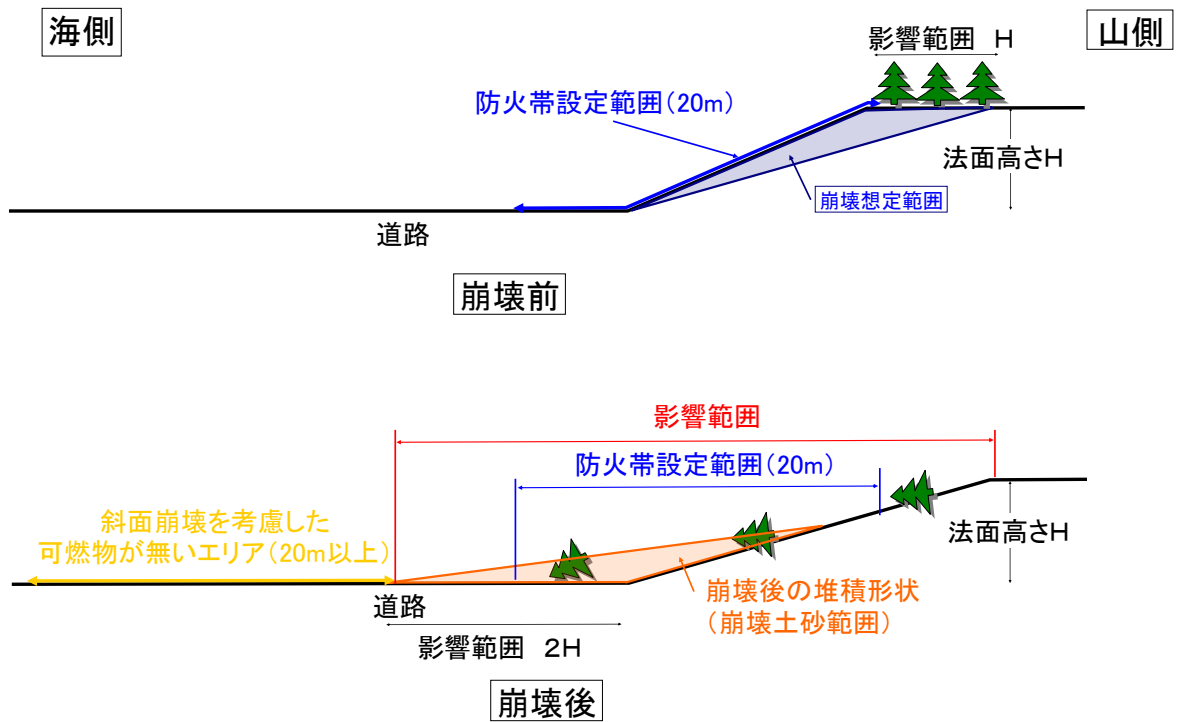 海側
山側
影響範囲 H
防火帯設定範囲(20m)
法面高さH
崩壊想定範囲
道路
崩壊前
影響範囲
防火帯設定範囲(20m)
斜面崩壊を考慮した
可燃物が無いエリア(20m以上)
法面高さH
崩壊後の堆積形状
(崩壊土砂範囲)
道路
影響範囲 2H
崩壊後